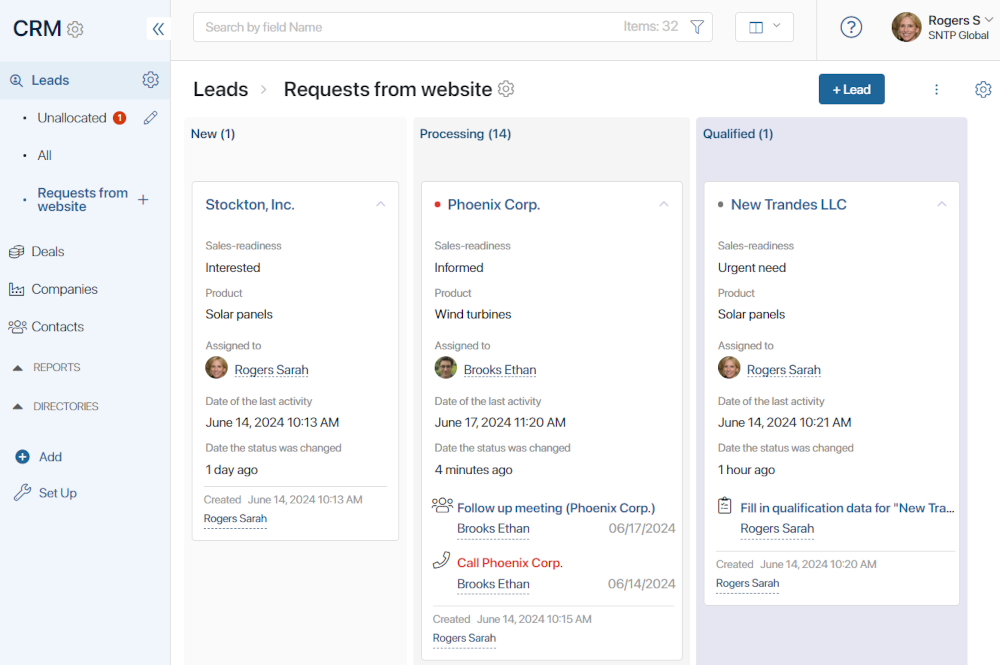 CRM
Search by field Name
Items: 32
Rogers S
SNTP Global
Leads
Unallocated 1
All
Requests from
website
Deals
Companies
Contacts
REPORTS
DIRECTORIES
Add
Set Up
Leads > Requests from website
+ Lead
New (1)
Stockton, Inc.
Sales-readiness
Interested
Product
Solar panels
Assigned to
Rogers Sarah
Date of the last activity
June 14, 2024 10:13 AM
Date the status was changed
1 day ago
Created June 14, 2024 10:13 AM
Rogers Sarah
Processing (14)
Phoenix Corp.
Sales-readiness
Informed
Product
Wind turbines
Assigned to
Brooks Ethan
Date of the last activity
June 17, 2024 11:20 AM
Date the status was changed
4 minutes ago
Follow up meeting (Phoenix Corp.)
Brooks Ethan 06/17/2024
Call Phoenix Corp.
Brooks Ethan 06/14/2024
Created June 14, 2024 10:15 AM
Rogers Sarah
Qualified (1)
New Trandes LLC
Sales-readiness
Urgent need
Product
Solar panels
Assigned to
Rogers Sarah
Date of the last activity
June 14, 2024 10:21 AM
Date the status was changed
1 hour ago
Fill in qualification data for "New Tra...
Rogers Sarah
Created June 14, 2024 10:20 AM
Rogers Sarah